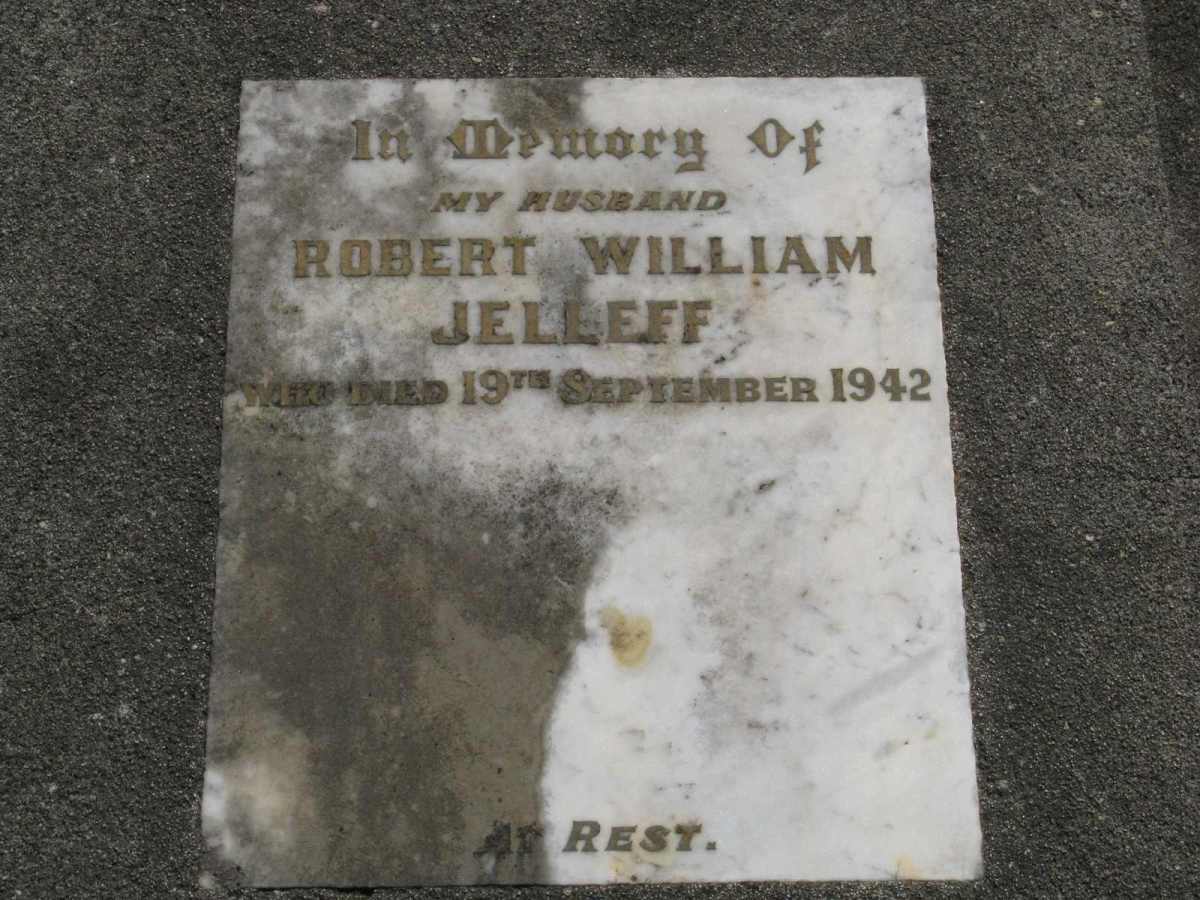 In Memory Of
MY HUSBAND
ROBERT WILLIAM
JELLEFF
WHO DIED 19TH SEPTEMBER 1942
AT REST.